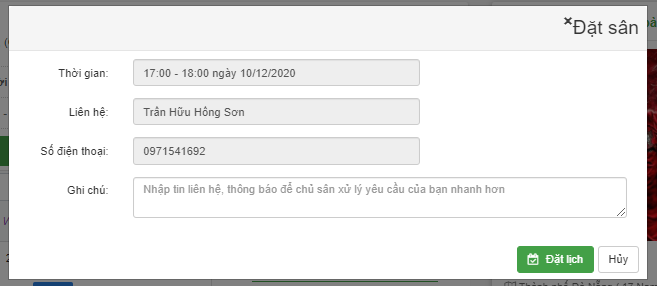 ×Đặt sân
Thời gian: 17:00 - 18:00 ngày 10/12/2020
Liên hệ: Trần Hữu Hồng Sơn
Số điện thoại: 0971541692
Ghi chú: Nhập tin liên hệ, thông báo để chủ sân xử lý yêu cầu của bạn nhanh hơn
Đặt lịch Hủy